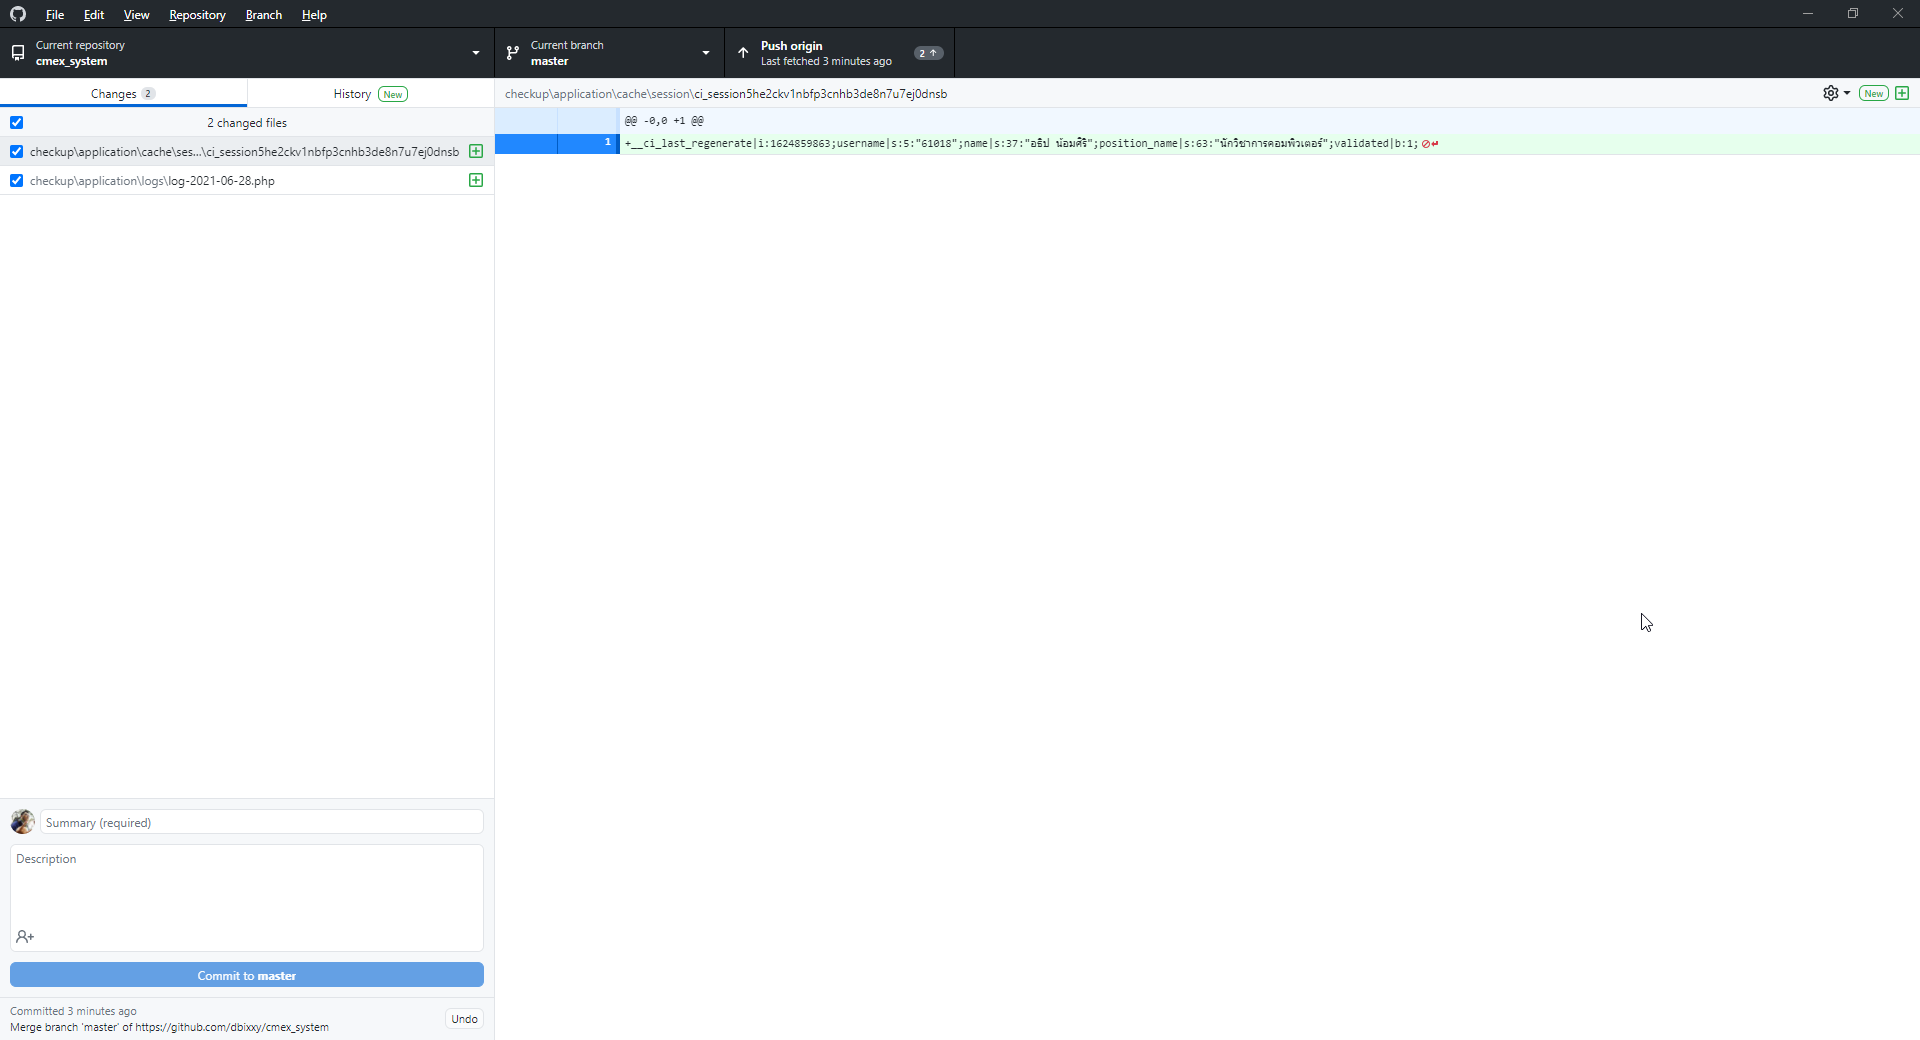 File Edit View Repository Branch Help
Current repository
cmex_system
Current branch
master
Push origin
Last fetched 3 minutes ago
2
Changes 2
History New
checkup\application\cache\session\ci_session5he2ckv1nbfp3cnhb3de8n7u7ej0dnsb
New
2 changed files
@@ -0,0 +1 @@
checkup\application\cache\ses...\ci_session5he2ckv1nbfp3cnhb3de8n7u7ej0dnsb
1 +__ci_last_regenerate|i:1624859863;username|s:5:"61018";name|s:37:"อธิป น้อมศิริ";position_name|s:63:"นักวิชาการคอมพิวเตอร์";validated|b:1;
checkup\application\logs\log-2021-06-28.php
Summary (required)
Description
Commit to master
Committed 3 minutes ago
Merge branch 'master' of https://github.com/dbixxy/cmex_system
Undo